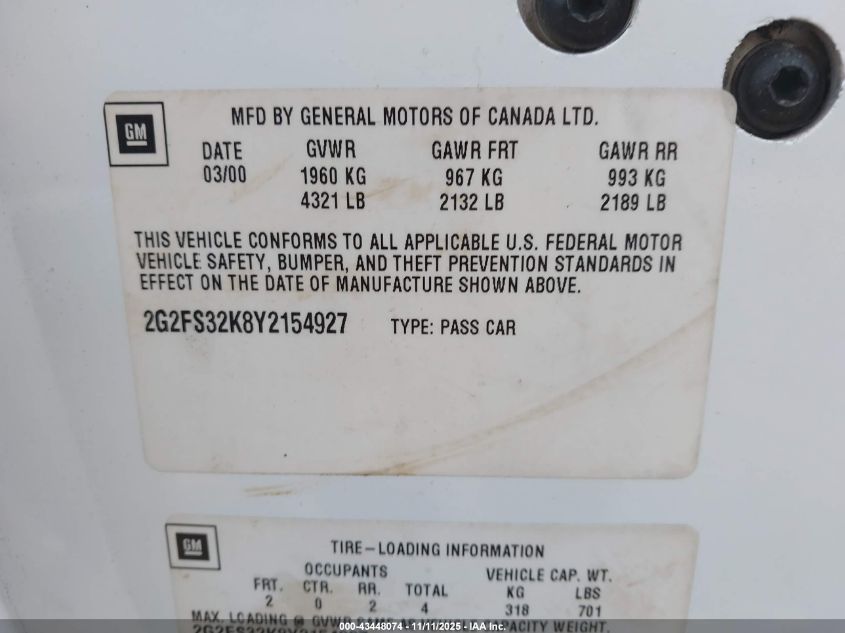 GM
MFD BY GENERAL MOTORS OF CANADA LTD.
DATE GVWR GAWR FRT GAWR RR
03/00 1960 KG 967 KG 993 KG
4321 LB 2132 LB 2189 LB
THIS VEHICLE CONFORMS TO ALL APPLICABLE U.S. FEDERAL MOTOR
VEHICLE SAFETY, BUMPER, AND THEFT PREVENTION STANDARDS IN
EFFECT ON THE DATE OF MANUFACTURE SHOWN ABOVE.
2G2FS32K8Y2154927 TYPE: PASS CAR
GM
TIRE-LOADING INFORMATION
OCCUPANTS VEHICLE CAP. WT.
FRT. CTR. RR. TOTAL KG LBS
2 0 2 4 318 701
MAX. LOADING @ GVWR
000-43448074 - 11/11/2025 - IAA Inc.